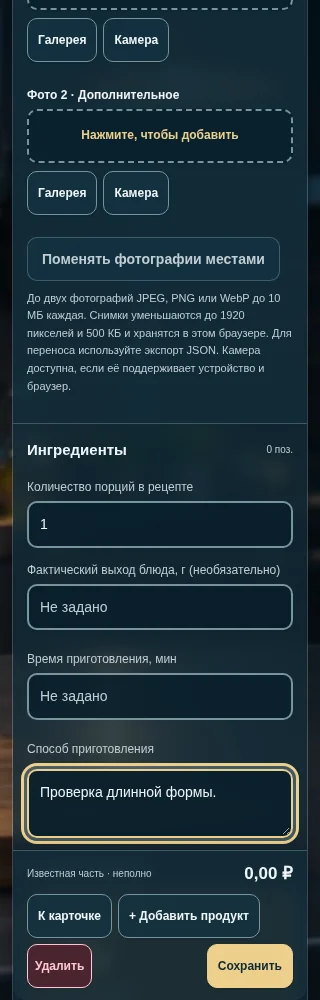 Галерея
Камера
Фото 2 · Дополнительное
Нажмите, чтобы добавить
Галерея
Камера
Поменять фотографии местами
До двух фотографий JPEG, PNG или WebP до 10
МБ каждая. Снимки уменьшаются до 1920
пикселей и 500 КБ и хранятся в этом браузере. Для
переноса используйте экспорт JSON. Камера
доступна, если её поддерживает устройство и
браузер.
Ингредиенты
0 поз.
Количество порций в рецепте
1
Фактический выход блюда, г (необязательно)
Не задано
Время приготовления, мин
Не задано
Способ приготовления
Проверка длинной формы.
Известная часть · неполно
0,00 ₽
К карточке
+ Добавить продукт
Удалить
Сохранить